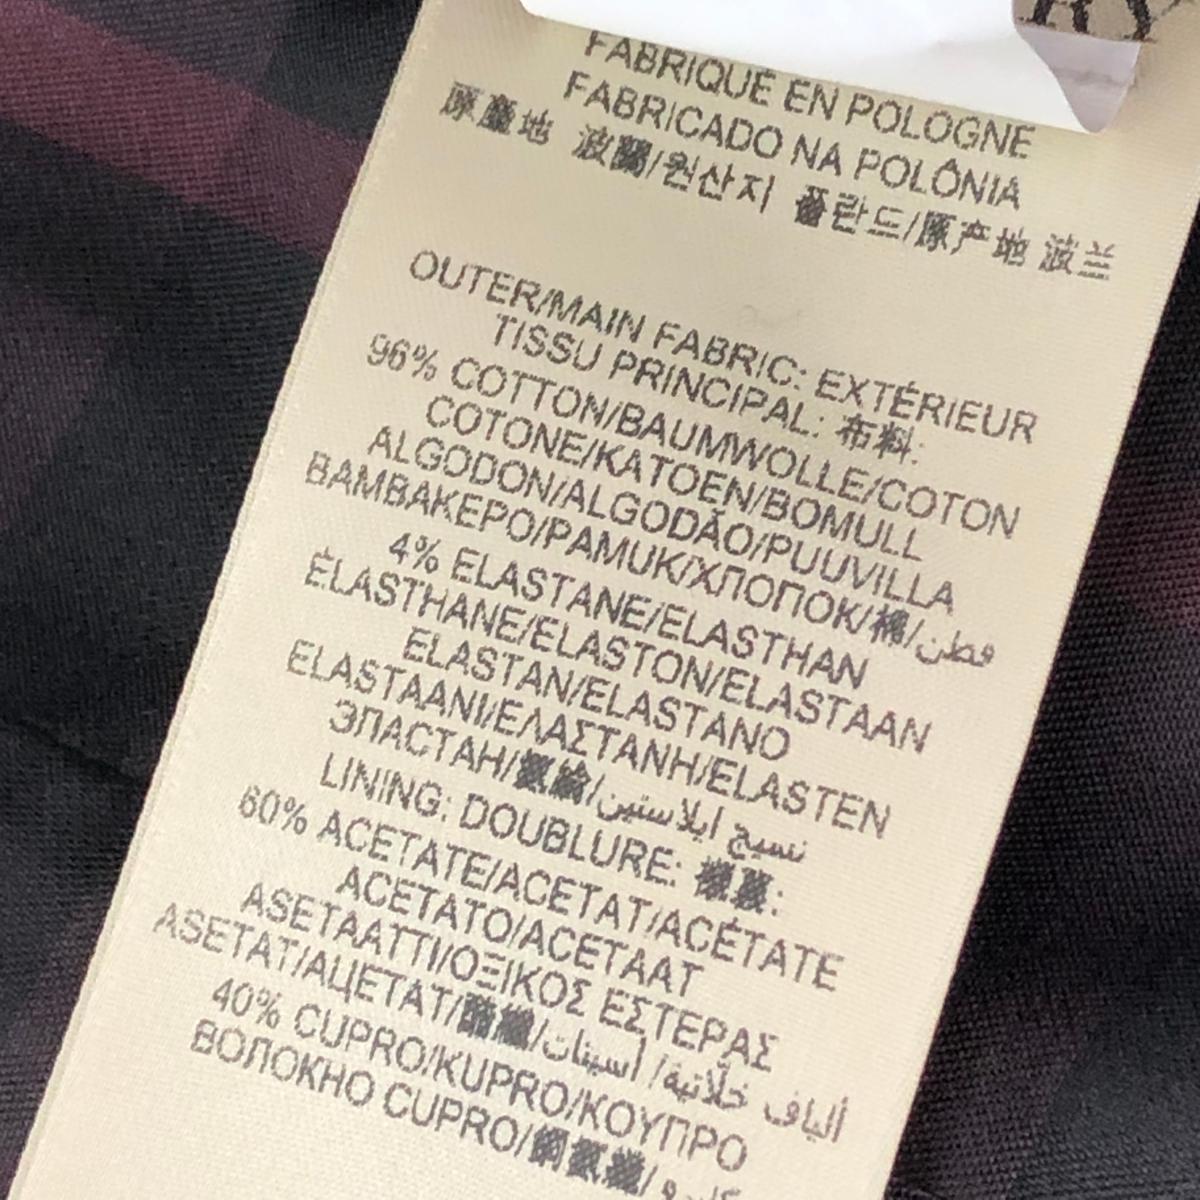 FABRIQUÉ EN POLOGNE
FABRICADO NA POLÔNIA
原產地 波蘭/원산지 폴란드/原产地 波兰
OUTER/MAIN FABRIC: EXTÉRIEUR
TISSU PRINCIPAL: 布料:
96% COTTON/BAUMWOLLE/COTON
COTONE/KATOEN/BOMULL
ALGODON/ALGODÃO/PUUVILLA
ΒΑΜΒΑΚΕΡΟ/PAMUK/ХЛОПОК/棉/قطن
4% ELASTANE/ELASTHAN
ÉLASTHANE/ELASTON/ELASTAAN
ELASTAN/ELASTANO
ELASTAANI/ΕΛΑΣΤΑΝΗ/ELASTEN
ЭЛАСТАН/氨綸/نسيج ايلاستين
LINING: DOUBLURE: 裡:
60% ACETATE/ACETAT/ACÉTATE
ACETATO/ACETAAT
ASETAATTI/ΟΞΙΚΟΣ ΕΣΤΕΡΑΣ
ASETAT/АЦЕТАТ/醋纖/ألياف خلاتية/ أسيتات
40% CUPRO/KUPRO/ΚΟΥΠΡΟ
ВОЛОКНО CUPRO/銅氨纖/